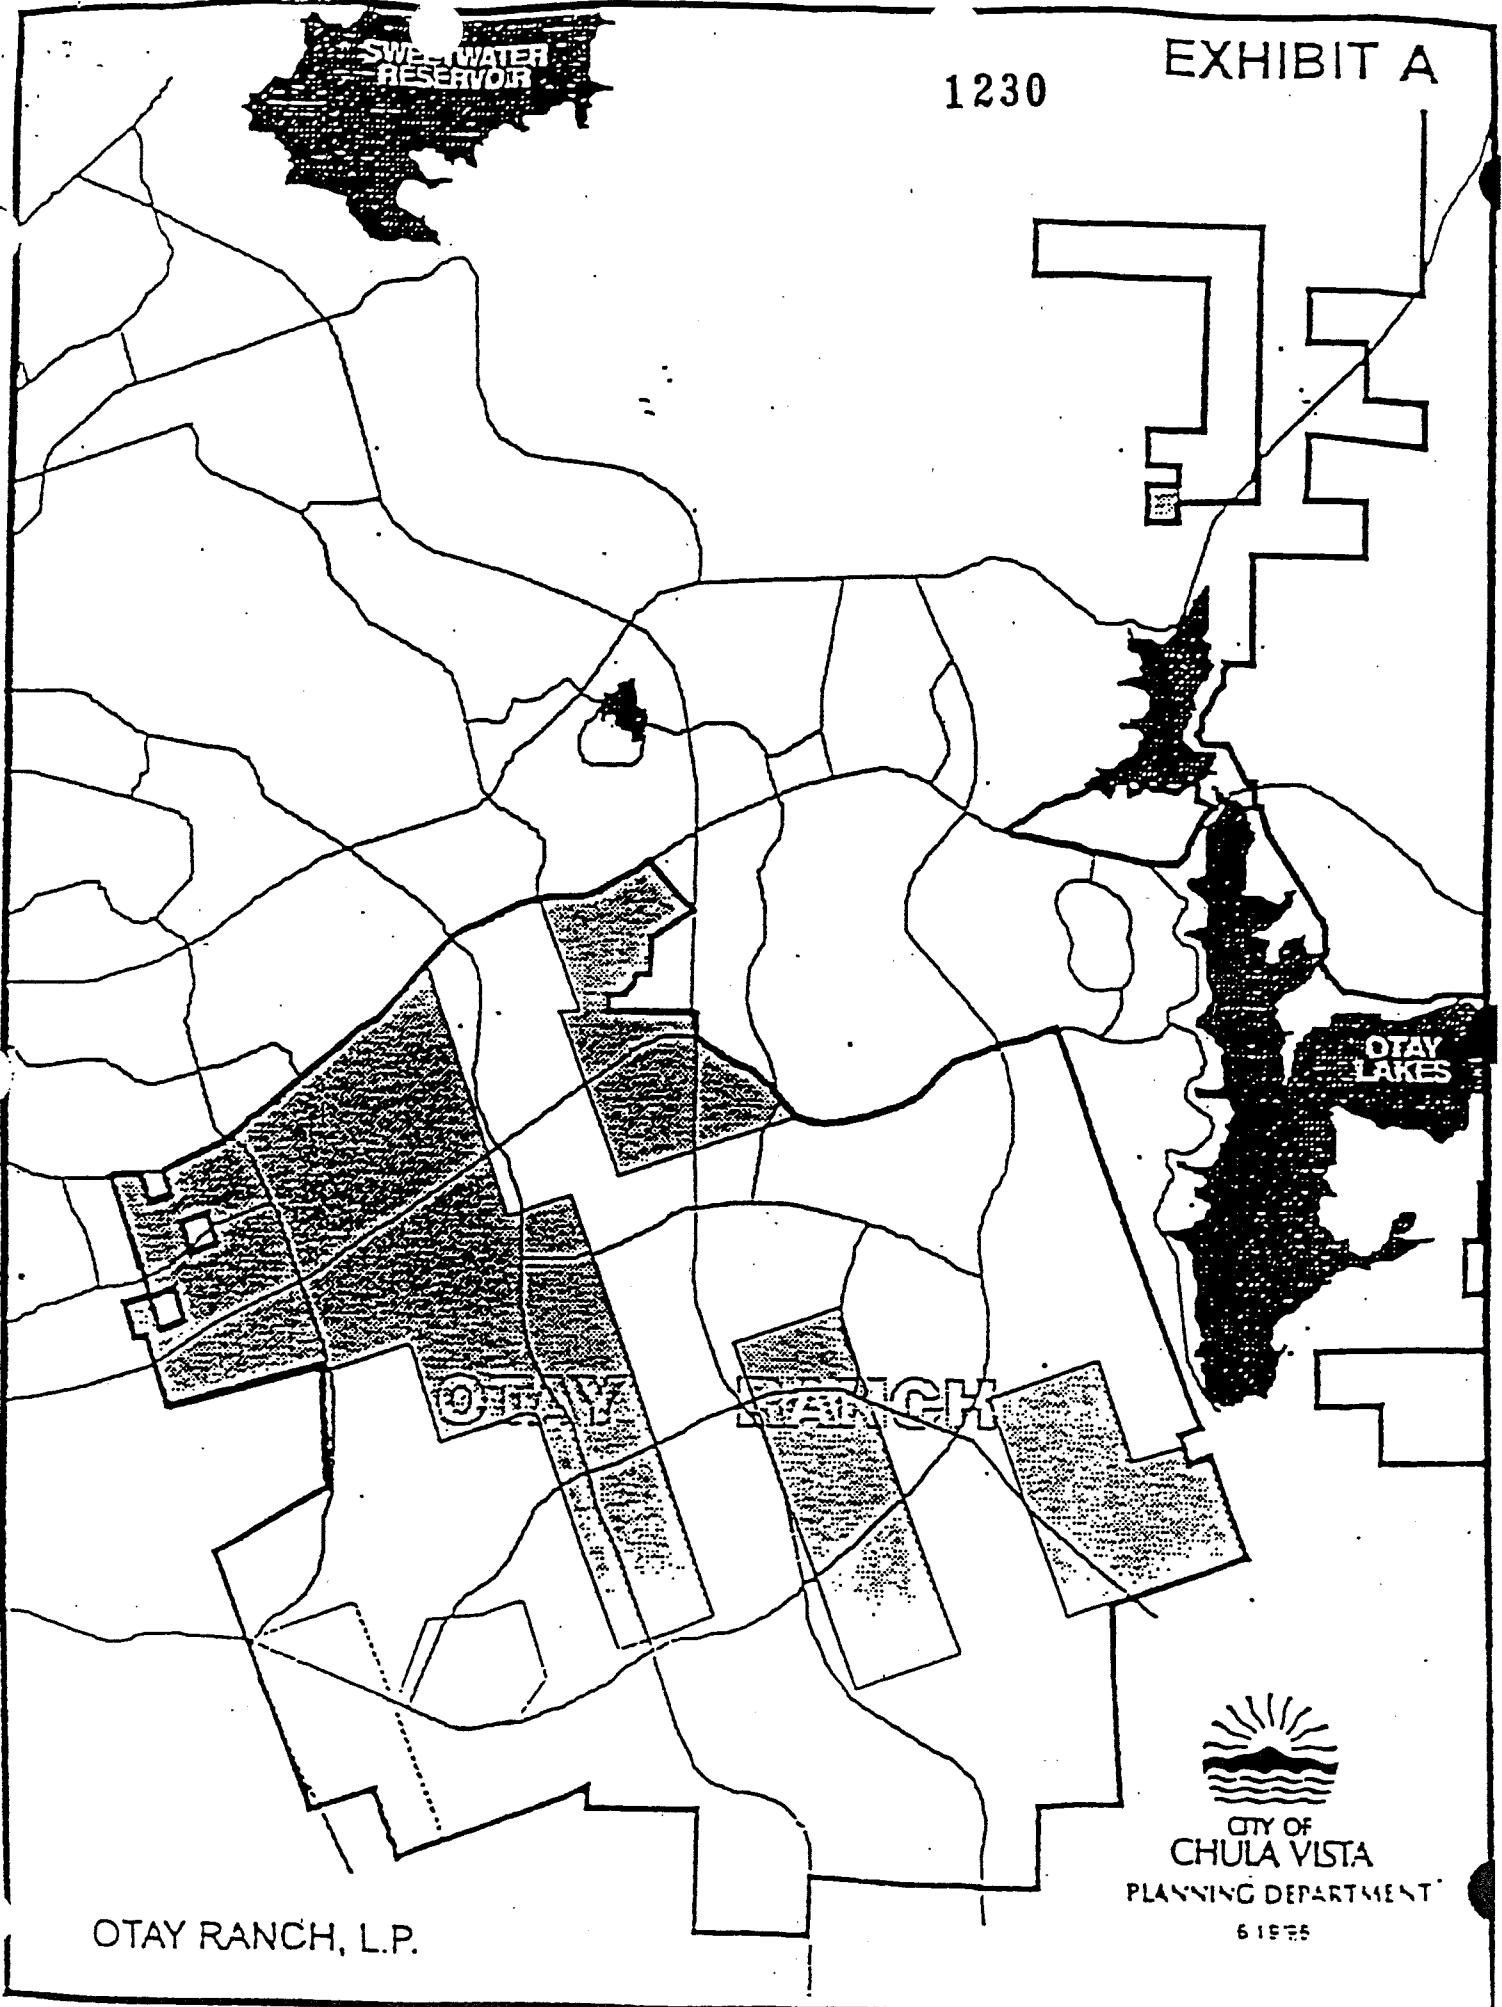 SWEETWATER
RESERVOIR
1230
EXHIBIT A
OTAY
LAKES
OTAY RANCH
CITY OF
CHULA VISTA
PLANNING DEPARTMENT
OTAY RANCH, L.P.